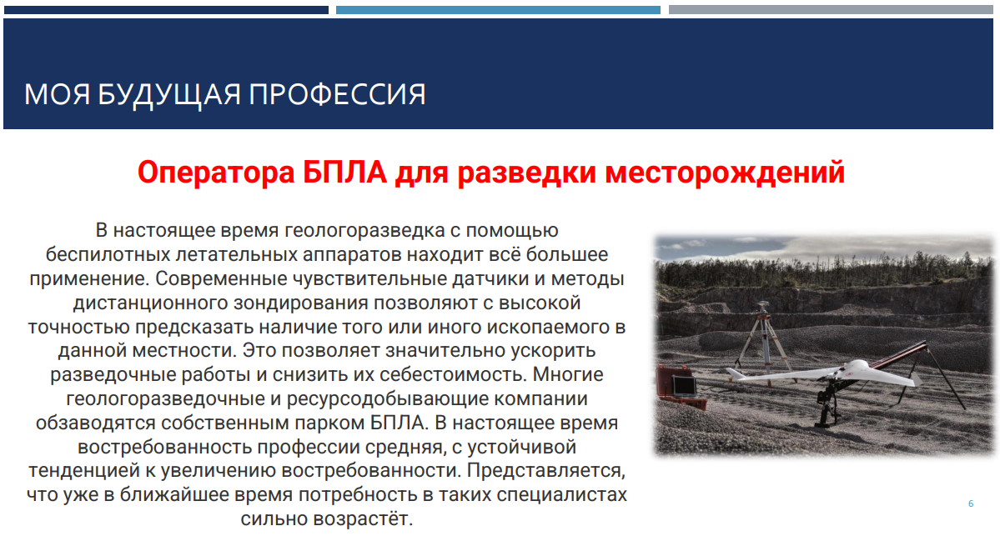 МОЯ БУДУЩАЯ ПРОФЕССИЯ
Оператора БПЛА для разведки месторождений
В настоящее время геологоразведка с помощью
беспилотных летательных аппаратов находит всё большее
применение. Современные чувствительные датчики и методы
дистанционного зондирования позволяют с высокой
точностью предсказать наличие того или иного ископаемого в
данной местности. Это позволяет значительно ускорить
разведочные работы и снизить их себестоимость. Многие
геологоразведочные и ресурсодобывающие компании
обзаводятся собственным парком БПЛА. В настоящее время
востребованность профессии средняя, с устойчивой
тенденцией к увеличению востребованности. Представляется,
что уже в ближайшее время потребность в таких специалистах
сильно возрастёт.
6